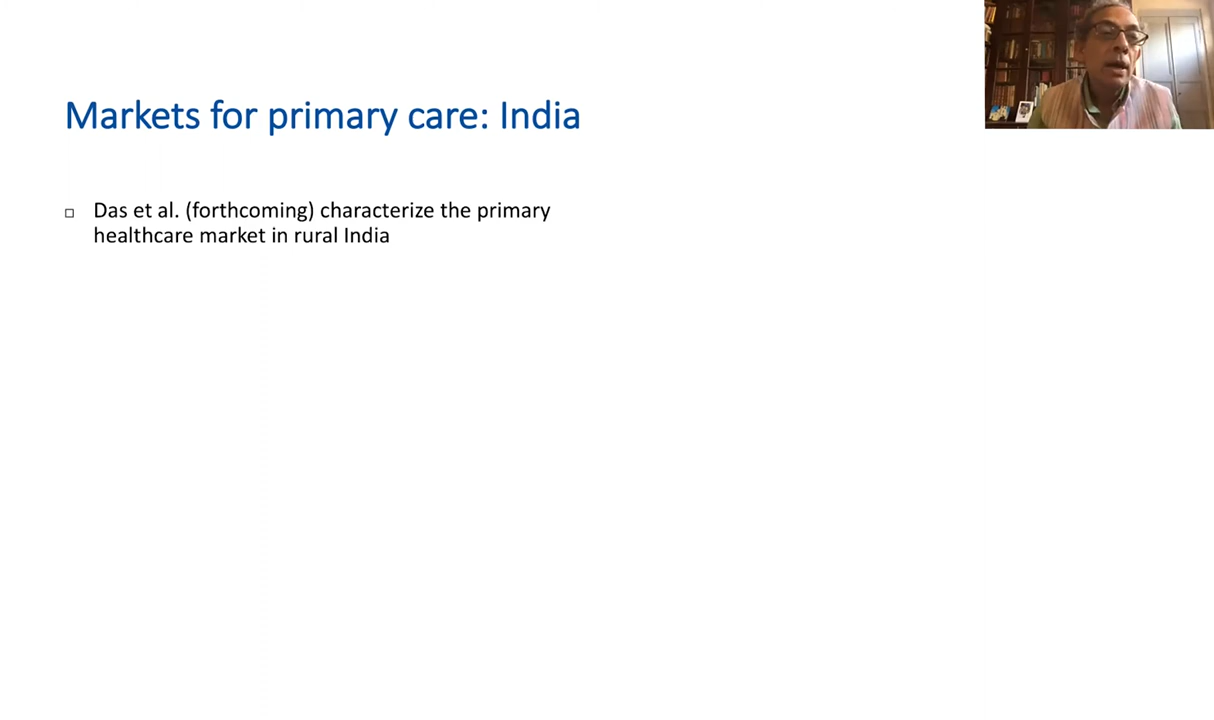 Markets for primary care: India
Das et al. (forthcoming) characterize the primary
healthcare market in rural India